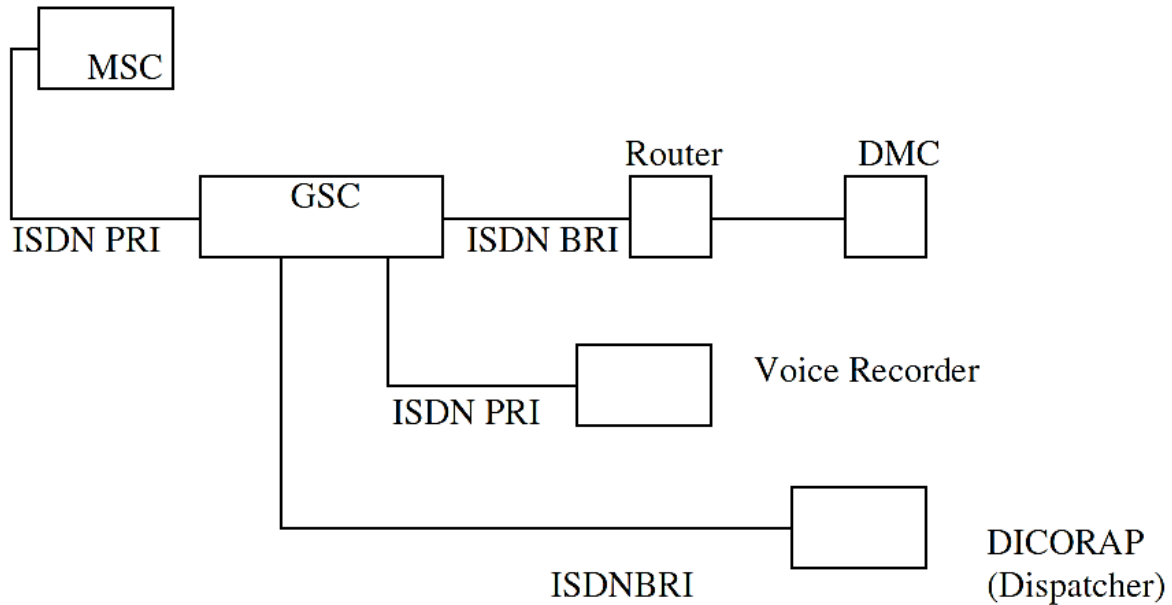 MSC
Router
DMC
GSC
ISDN PRI
ISDN BRI
Voice Recorder
ISDN PRI
DICORAP
(Dispatcher)
ISDNBRI